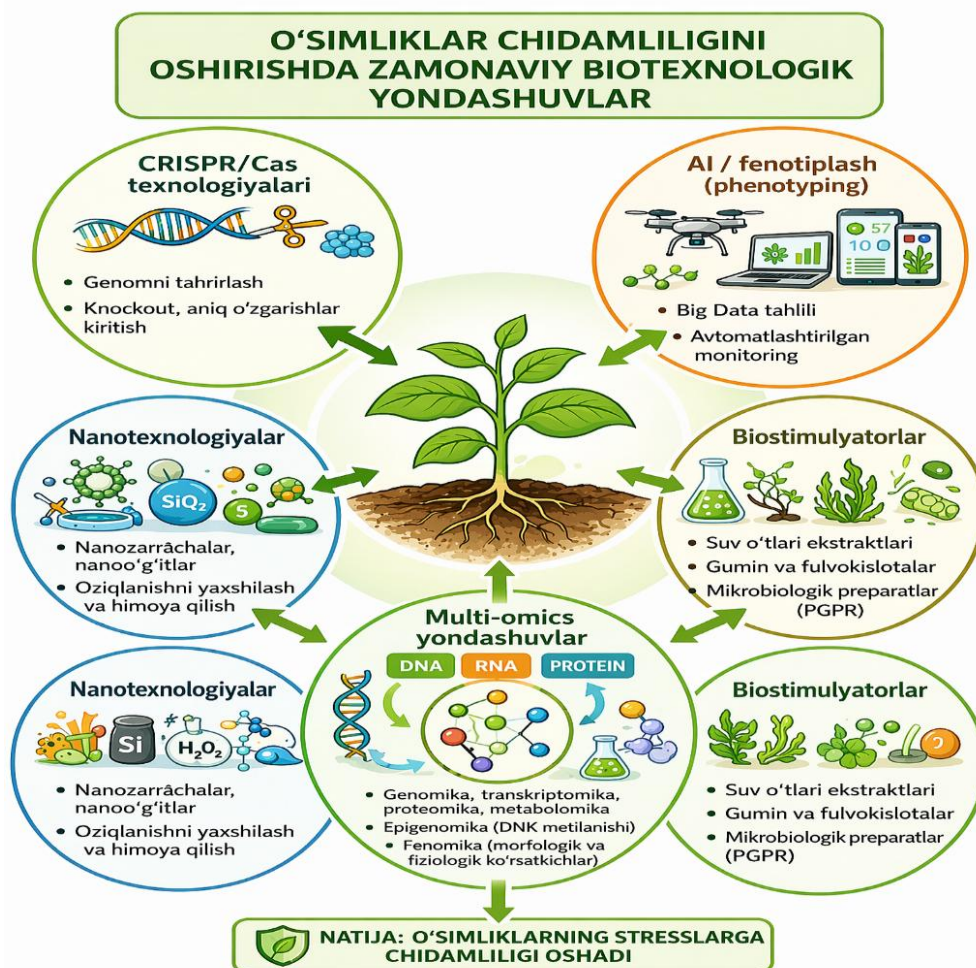 O‘SIMLIKLAR CHIDAMLILIGINI
OSHIRISHDA ZAMONAVIY BIOTEXNOLOGIK
YONDASHUVLAR
CRISPR/Cas
texnologiyalari
• Genomni tahrirlash
• Knockout, aniq o‘zgarishlar
kiritish
AI / fenotiplash
(phenotyping)
57
10
• Big Data tahlili
• Avtomatlashtirilgan
monitoring
Nanotexnologiyalar
SiQ₂
5
• Nanozarrâchalar,
nanoo‘g‘itlar
• Oziqlanishni yaxshilash
va himoya qilish
Biostimulyatorlar
• Suv o‘tlari ekstraktlari
• Gumin va fulvokislotalar
• Mikrobiologik preparatlar
(PGPR)
Multi-omics
yondashuvlar
DNA RNA PROTEIN
• Genomika, transkriptomika,
proteomika, metabolomika
• Epigenomika (DNK metilanishi)
• Fenomika (morfologik va
fiziologik ko‘rsatkichlar)
Nanotexnologiyalar
Si
H₂O₂
• Nanozarrâchalar,
nanoo‘g‘itlar
• Oziqlanishni yaxshilash
va himoya qilish
Biostimulyatorlar
• Suv o‘tlari ekstraktlari
• Gumin va fulvokislotalar
• Mikrobiologik preparatlar
(PGPR)
NATIJA: O‘SIMLIKLARNING STRESSLARGA
CHIDAMLILIGI OSHADI